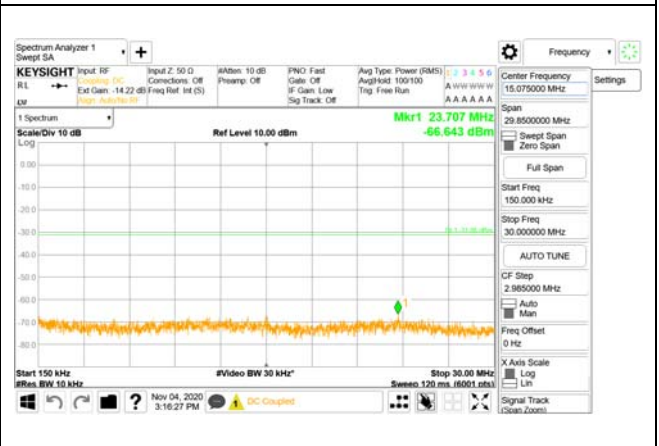 Spectrum Analyzer 1
Swept SA
Frequency
KEYSIGHT
Input: RF
Coupling: DC
Ext Gain: -14.22 dB
Align: Auto/No RF
Input Z: 50 Ω
Corrections: Off
Freq Ref: Int (S)
#Atten: 10 dB
Preamp: Off
PNO: Fast
Gate: Off
IF Gain: Low
Sig Track: Off
Avg Type: Power (RMS)
Avg|Hold: 100/100
Trig: Free Run
1 2 3 4 5 6
A W W W W W
A A A A A A
R L
Center Frequency
15.075000 MHz
Settings
1 Spectrum
Mkr1 23.707 MHz
Scale/Div 10 dB
Ref Level 10.00 dBm
-66.643 dBm
Log
0.00
-10.0
-20.0
-30.0
-40.0
-50.0
-60.0
-70.0
-80.0
1
Start 150 kHz
#Video BW 30 kHz*
Stop 30.00 MHz
#Res BW 10 kHz
Sweep 120 ms (6001 pts)
Span
29.8500000 MHz
Swept Span
Zero Span
Full Span
Start Freq
150.000 kHz
Stop Freq
30.000000 MHz
AUTO TUNE
CF Step
2.985000 MHz
Auto
Man
Freq Offset
0 Hz
X Axis Scale
Log
Lin
Signal Track
(Span Zoom)
?
Nov 04, 2020
3:16:27 PM
1
DC Coupled